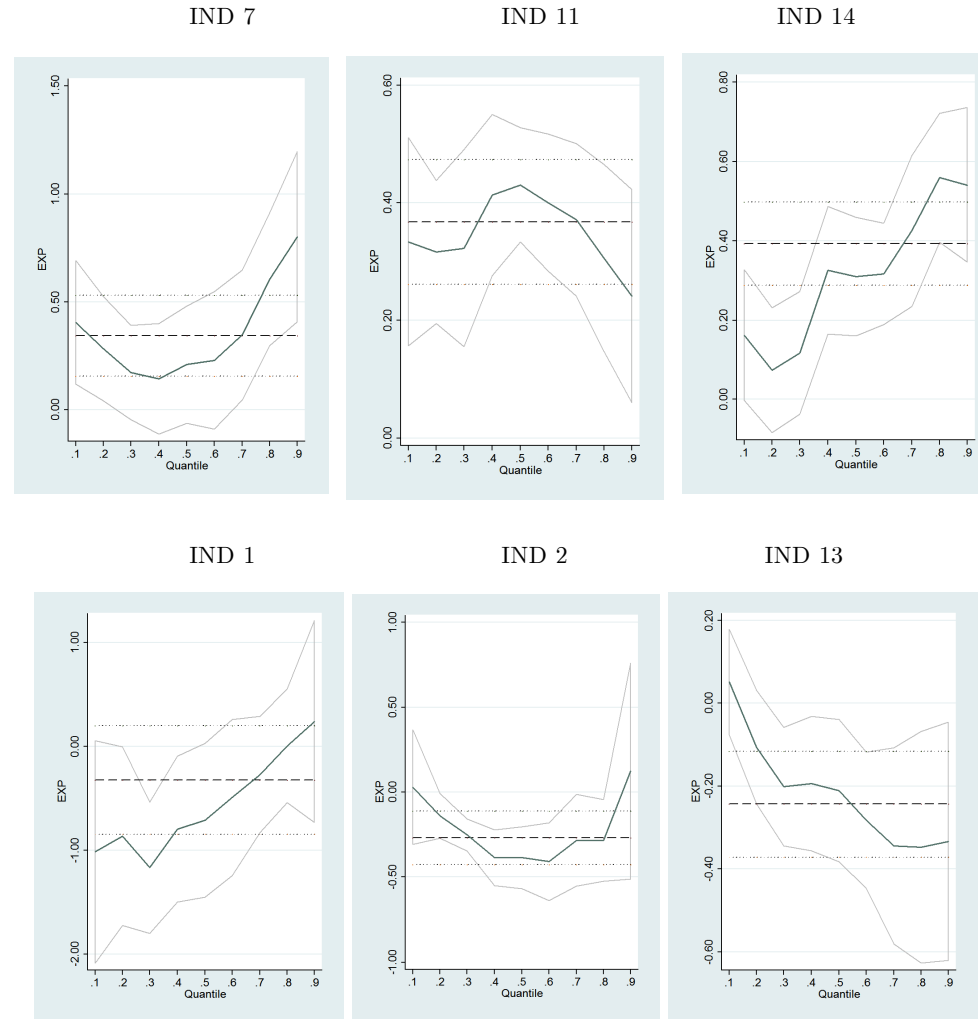 IND 7 IND 11 IND 14
EXP
1.50
1.00
0.50
0.00
.1 .2 .3 .4 .5 .6 .7 .8 .9
Quantile
EXP
0.60
0.40
0.20
0.00
.1 .2 .3 .4 .5 .6 .7 .8 .9
Quantile
EXP
0.80
0.60
0.40
0.20
0.00
.1 .2 .3 .4 .5 .6 .7 .8 .9
Quantile
IND 1 IND 2 IND 13
EXP
1.00
0.00
-1.00
-2.00
.1 .2 .3 .4 .5 .6 .7 .8 .9
Quantile
EXP
1.00
0.50
0.00
-0.50
-1.00
.1 .2 .3 .4 .5 .6 .7 .8 .9
Quantile
EXP
0.20
0.00
-0.20
-0.40
-0.60
.1 .2 .3 .4 .5 .6 .7 .8 .9
Quantile